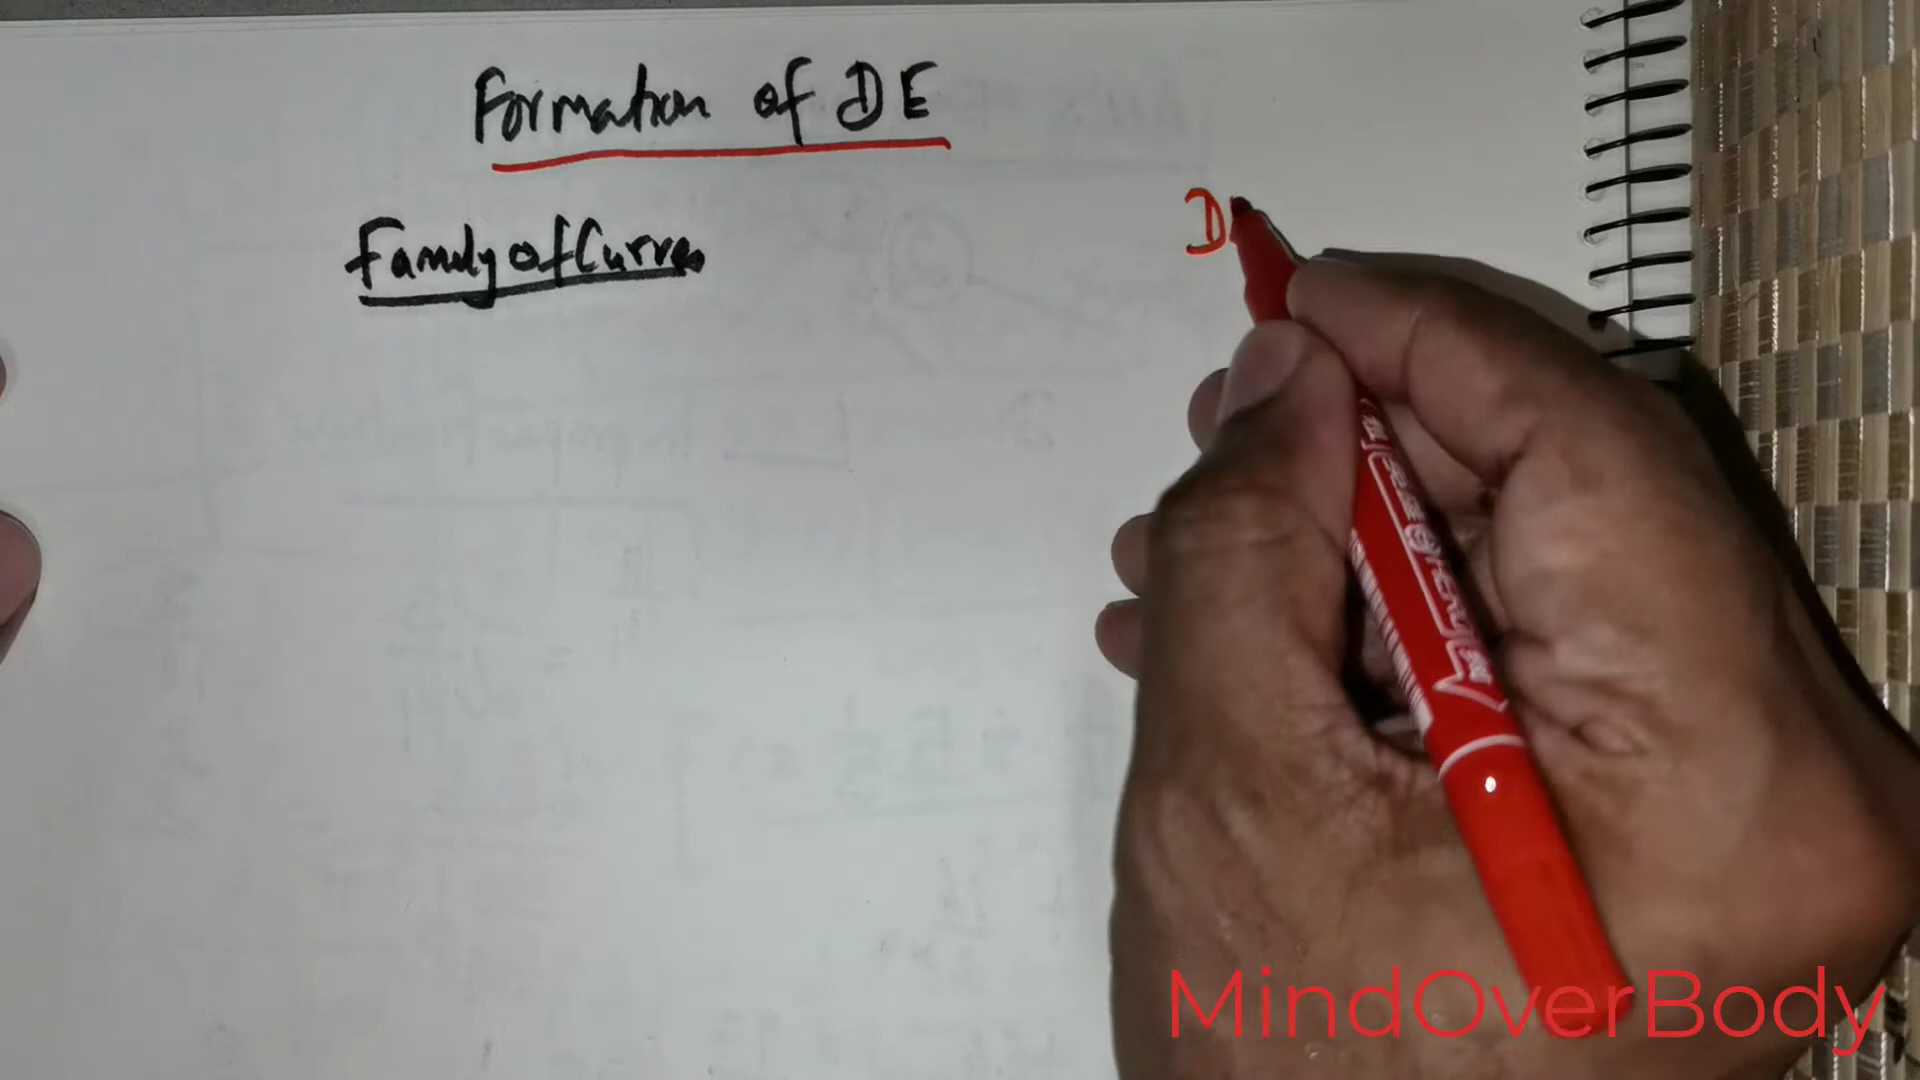 Formation of DE
Family of Curves
D
MindOverBody